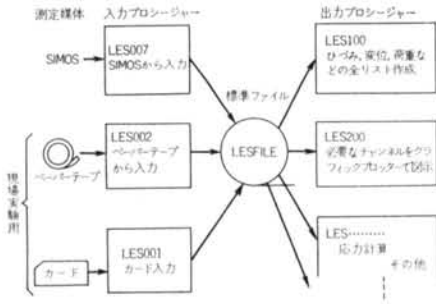 測定媒体
入力プロシージャー
出力プロシージャー
SIMOS
LES007
SIMOSから入力
標準ファイル
LES100
ひづみ,変位,荷重な
どの全リスト作成
現場実験用
ペーパーテープ
LES002
ペーパーテープ
から入力
LESFILE
LES200
必要なチャンネルをグラ
フィックプロッターで図示
カード
LES001
カード入力
LES………
応力計算
その他